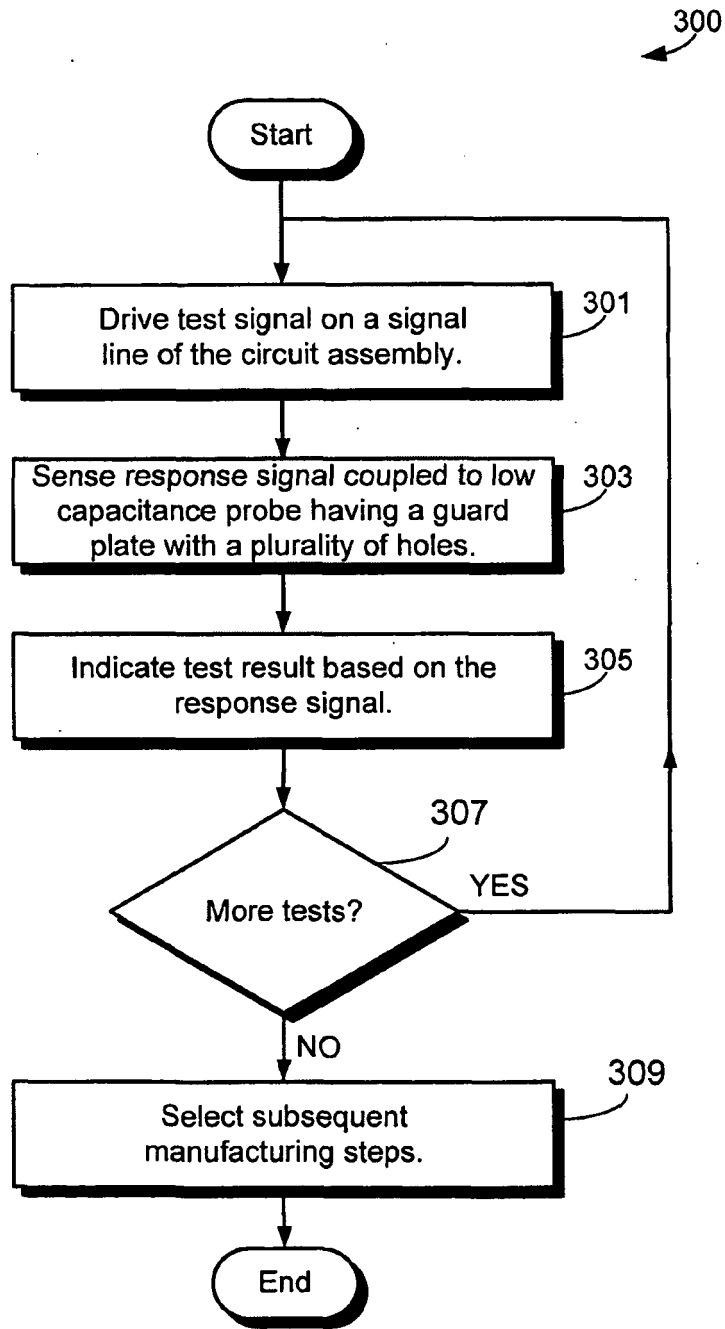 300
Start
Drive test signal on a signal
line of the circuit assembly.
301
Sense response signal coupled to low
capacitance probe having a guard
plate with a plurality of holes.
303
Indicate test result based on the
response signal.
305
307
More tests?
YES
NO
Select subsequent
manufacturing steps.
309
End